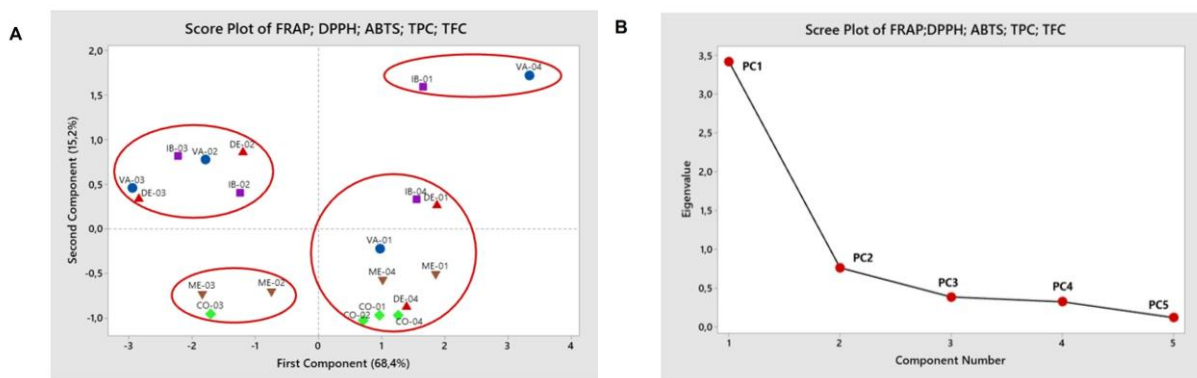 A
Score Plot of FRAP; DPPH; ABTS; TPC; TFC
2,0
1,5
1,0
0,5
0,0
-0,5
-1,0
Second Component (15,2%)
VA-04
IB-01
IB-03
VA-02
DE-02
VA-03
DE-03
IB-02
IB-04
DE-01
VA-01
ME-04
ME-01
ME-03
ME-02
CO-03
DE-04
CO-01
CO-02
CO-04
-3
-2
-1
0
1
2
3
4
First Component (68,4%)
B
Scree Plot of FRAP;DPPH; ABTS; TPC; TFC
3,5
3,0
2,5
2,0
1,5
1,0
0,5
0,0
Eigenvalue
PC1
PC2
PC3
PC4
PC5
1
2
3
4
5
Component Number